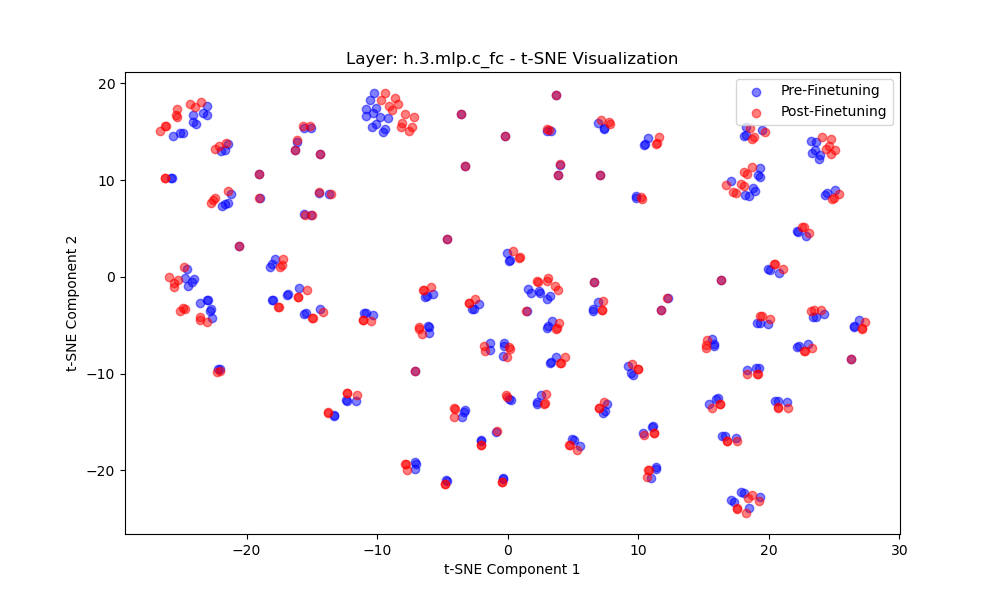 Layer: h.3.mlp.c_fc - t-SNE Visualization
Pre-Finetuning
Post-Finetuning
20
10
0
−10
−20
t-SNE Component 2
−20
−10
0
10
20
30
t-SNE Component 1